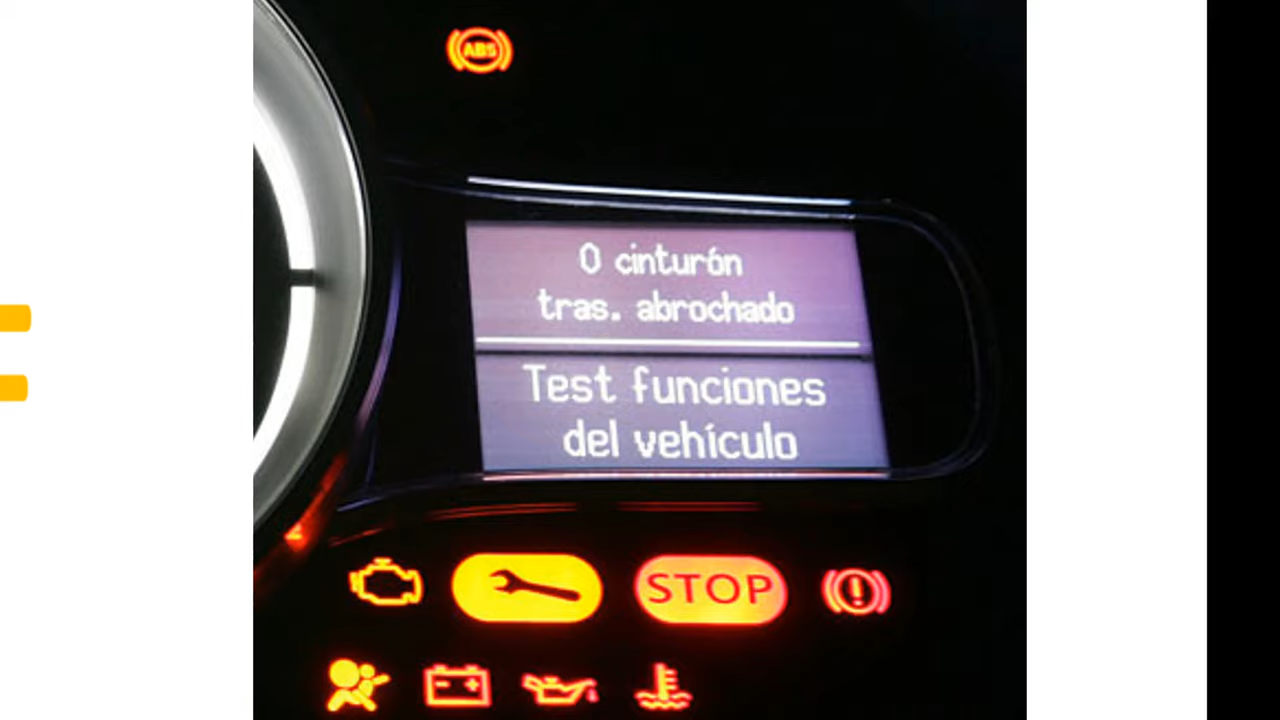 ABS
0 cinturón
tras. abrochado
Test funciones
del vehículo
STOP